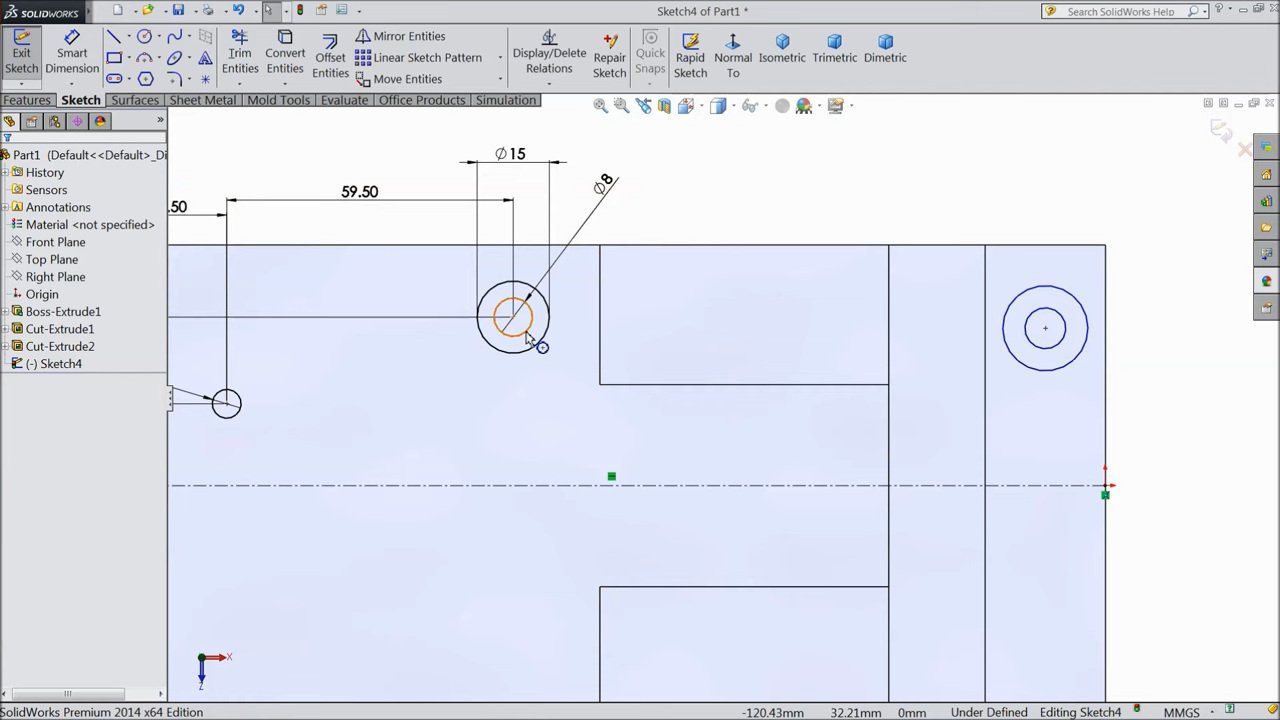 SOLIDWORKS
Sketch4 of Part1 *
Search SolidWorks Help
Exit Sketch
Smart Dimension
Trim Entities
Convert Entities
Offset Entities
Mirror Entities
Linear Sketch Pattern
Move Entities
Display/Delete Relations
Repair Sketch
Quick Snaps
Rapid Sketch
Normal To
Isometric
Trimetric
Dimetric
Features
Sketch
Surfaces
Sheet Metal
Mold Tools
Evaluate
Office Products
Simulation
Part1 (Default<<Default>_Di
History
Sensors
Annotations
Material <not specified>
Front Plane
Top Plane
Right Plane
Origin
Boss-Extrude1
Cut-Extrude1
Cut-Extrude2
(-) Sketch4
∅15
∅8
59.50
.50
X
Z
SolidWorks Premium 2014 x64 Edition
-120.43mm
32.21mm
0mm
Under Defined
Editing Sketch4
MMGS